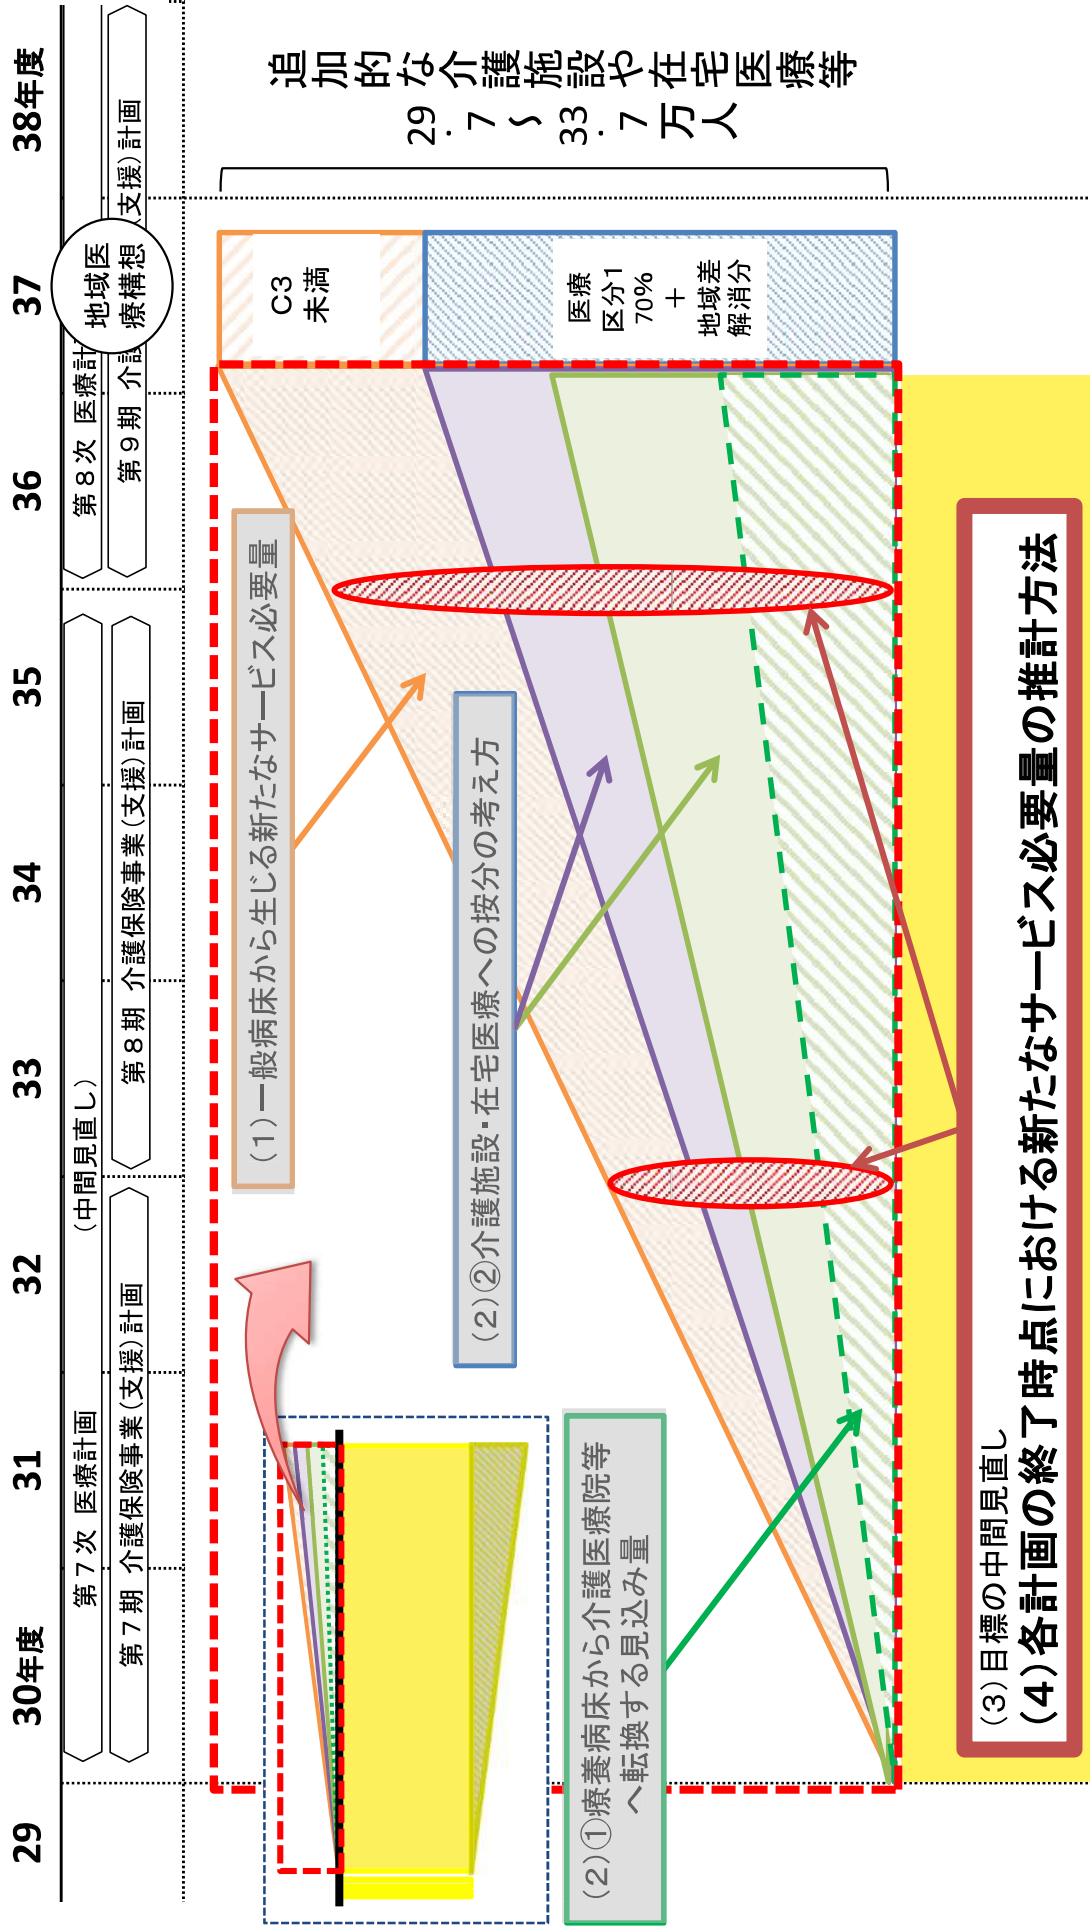 29
30年度
31
32
33
34
35
36
37
38年度
第７次 医療計画
（中間見直し）
第８次 医療計
第７期 介護保険事業（支援）計画
第８期 介護保険事業（支援）計画
第９期 介護
（支援）計画
地域医
療構想
(１)一般病床から生じる新たなサービス必要量
(２)②介護施設・在宅医療への按分の考え方
(２)①療養病床から介護医療院等
へ転換する見込み量
C3
未満
医療
区分1
70%
＋
地域差
解消分
追加的な介護施設や在宅医療等
29.7～33.7万人
(３)目標の中間見直し
(４)各計画の終了時点における新たなサービス必要量の推計方法